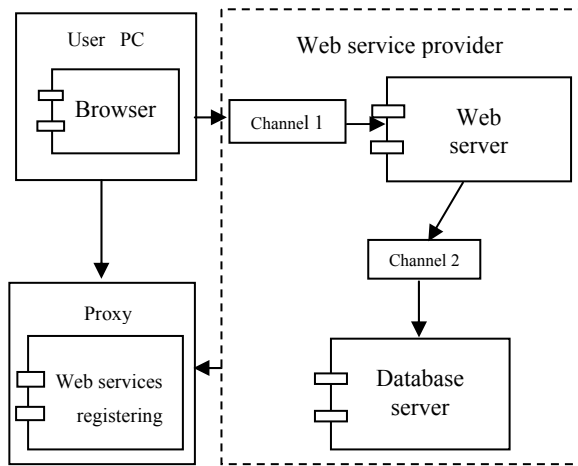 User PC
Browser
Web service provider
Channel 1
Web
server
Channel 2
Proxy
Web services
registering
Database
server